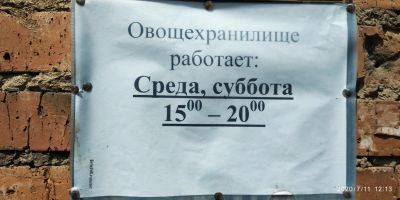 Овощехранилище
работает:
Среда, суббота
15⁰⁰ – 20⁰⁰
2020/7/11 12:13